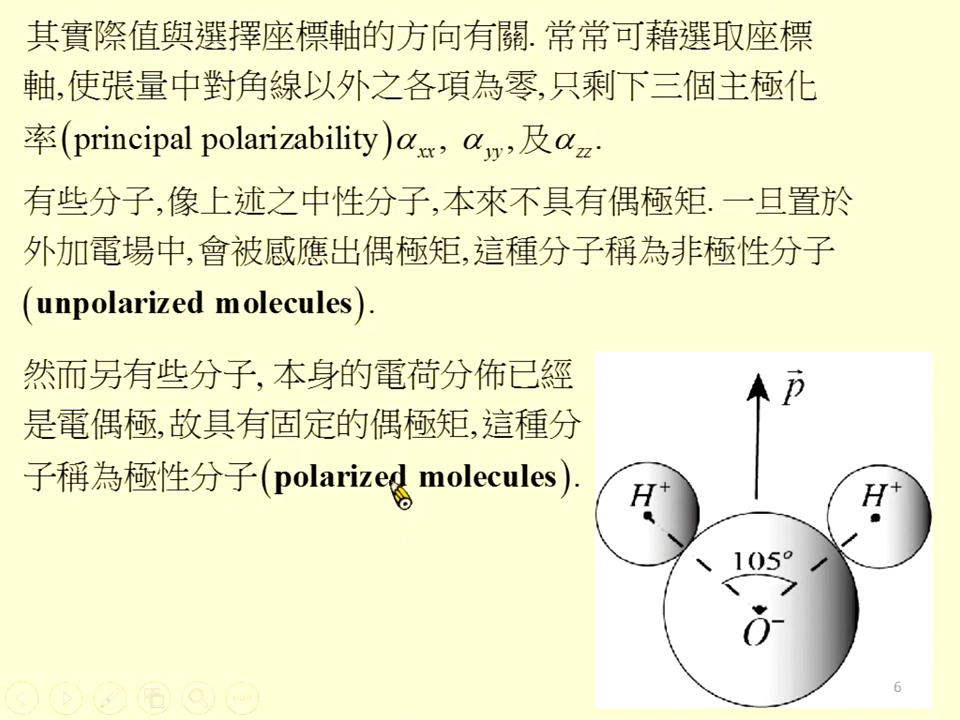 其實際值與選擇座標軸的方向有關. 常常可藉選取座標
軸,使張量中對角線以外之各項為零,只剩下三個主極化
率(principal polarizability)αxx, αyy,及αzz.
有些分子,像上述之中性分子,本來不具有偶極矩. 一旦置於
外加電場中,會被感應出偶極矩,這種分子稱為非極性分子
(unpolarized molecules).
然而另有些分子, 本身的電荷分佈已經
是電偶極,故具有固定的偶極矩,這種分
子稱為極性分子(polarized molecules).
p⃗
H⁺
H⁺
105°
O⁻
6